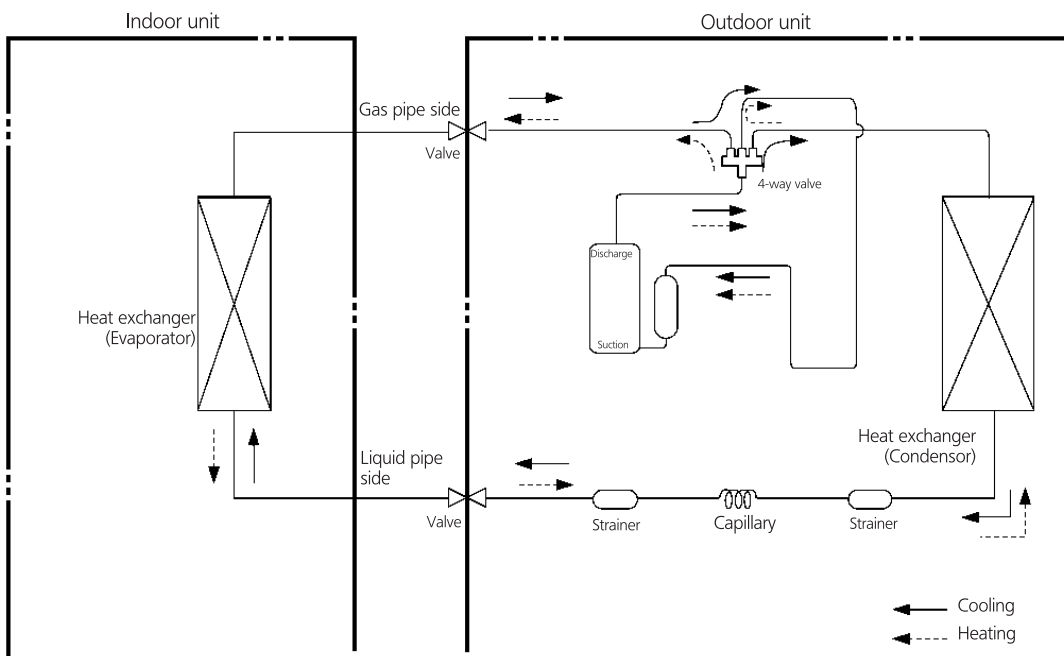 Indoor unit
Outdoor unit
Gas pipe side
Valve
4-way valve
Discharge
Suction
Heat exchanger
(Evaporator)
Heat exchanger
(Condensor)
Liquid pipe
side
Valve
Strainer
Capillary
Strainer
Cooling
Heating